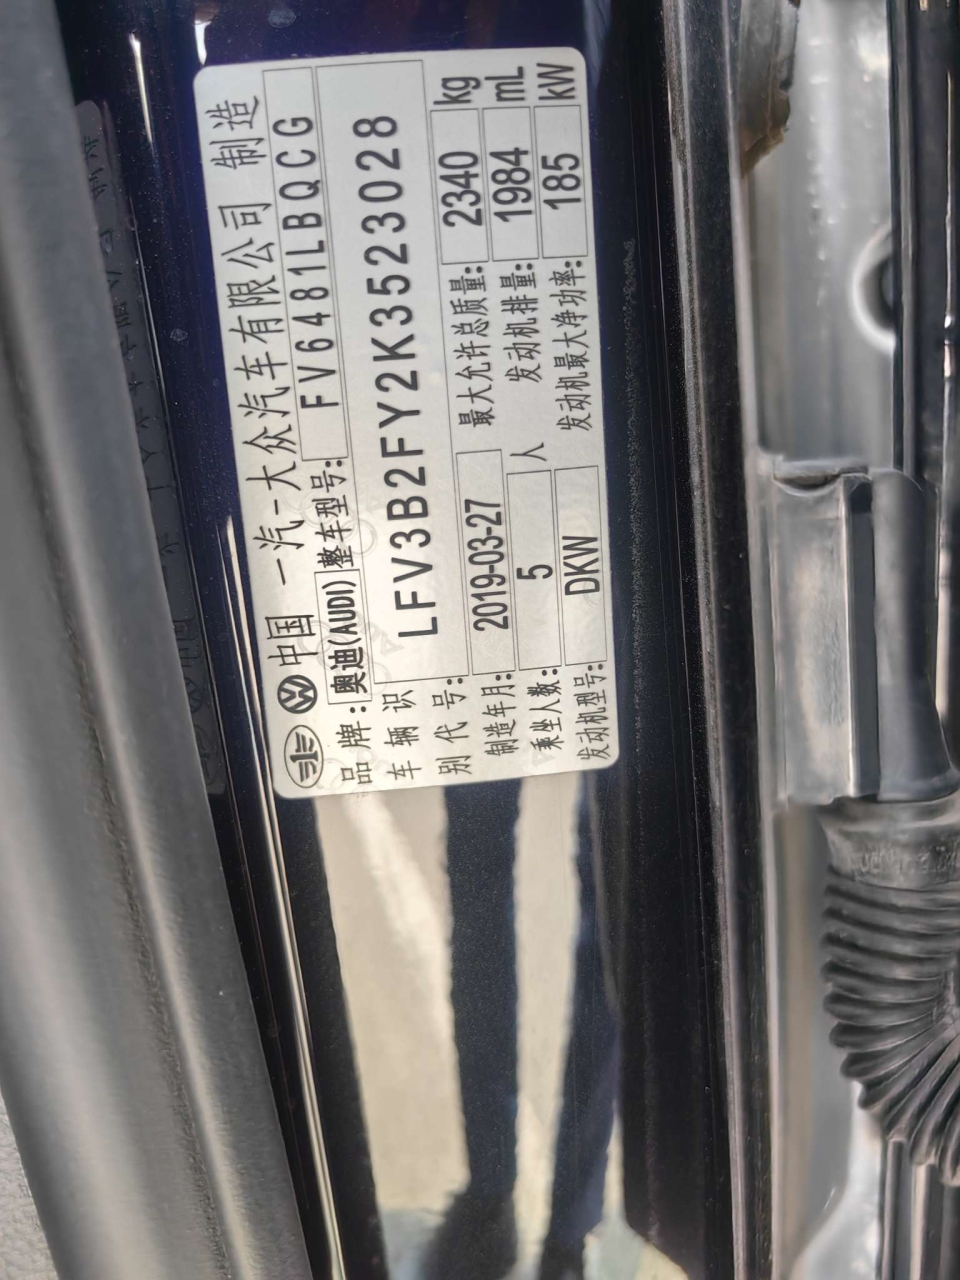 中国 一汽-大众汽车有限公司 制造
品牌:奥迪(AUDI) 整车型号: FV6481LBQCG
车辆识别代号: LFV3B2FY2K3523028
制造年月: 2019-03-27 最大允许总质量: 2340 kg
乘坐人数: 5 人 发动机排量: 1984 mL
发动机型号: DKW 发动机最大净功率: 185 kW